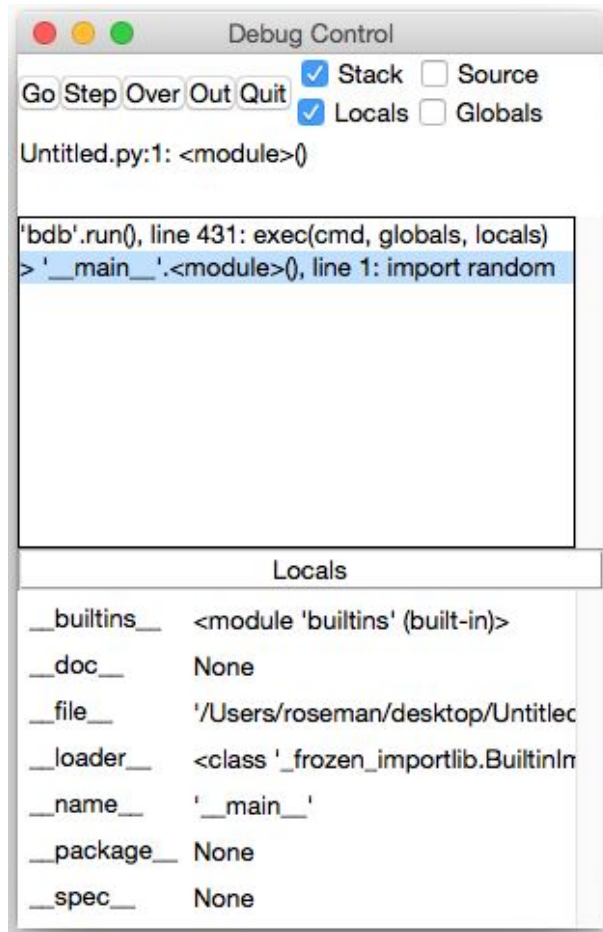 Debug Control
Go Step Over Out Quit
Stack Source
Locals Globals
Untitled.py:1: <module>()
'bdb'.run(), line 431: exec(cmd, globals, locals)
> '__main__'.<module>(), line 1: import random
Locals
__builtins__ <module 'builtins' (built-in)>
__doc__ None
__file__ '/Users/roseman/desktop/Untitled
__loader__ <class '_frozen_importlib.BuiltinIm
__name__ '__main__'
__package__ None
__spec__ None